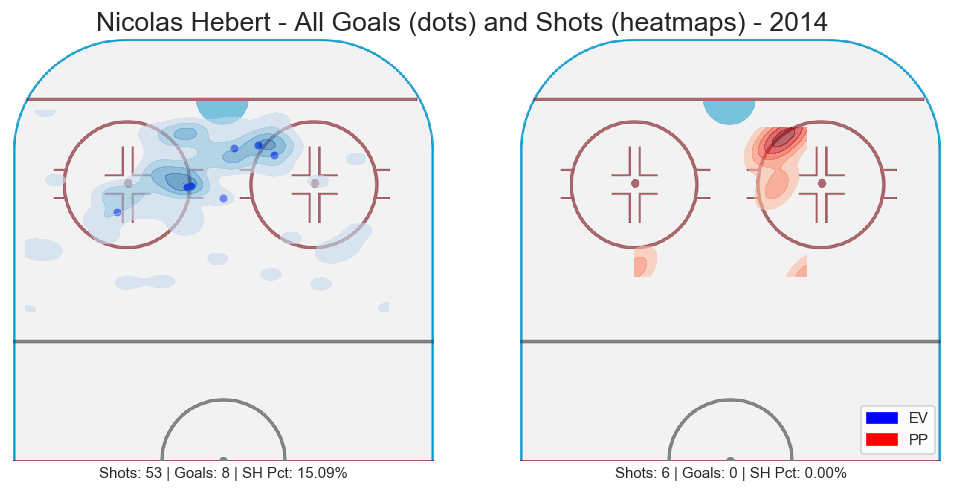 Nicolas Hebert - All Goals (dots) and Shots (heatmaps) - 2014
EV
PP
Shots: 53 | Goals: 8 | SH Pct: 15.09%
Shots: 6 | Goals: 0 | SH Pct: 0.00%